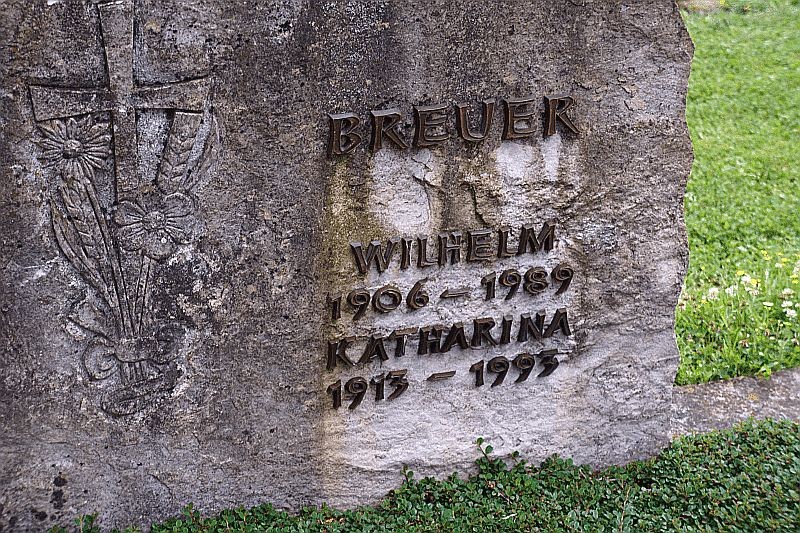 BREUER
WILHELM
1906 - 1989
KATHARINA
1913 - 1993